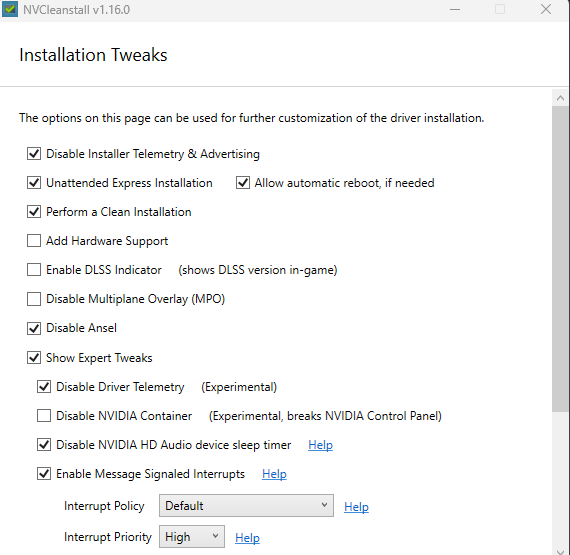 NVCleanstall v1.16.0
Installation Tweaks
The options on this page can be used for further customization of the driver installation.
Disable Installer Telemetry & Advertising
Unattended Express Installation Allow automatic reboot, if needed
Perform a Clean Installation
Add Hardware Support
Enable DLSS Indicator (shows DLSS version in-game)
Disable Multiplane Overlay (MPO)
Disable Ansel
Show Expert Tweaks
Disable Driver Telemetry (Experimental)
Disable NVIDIA Container (Experimental, breaks NVIDIA Control Panel)
Disable NVIDIA HD Audio device sleep timer Help
Enable Message Signaled Interrupts Help
Interrupt Policy Default Help
Interrupt Priority High Help